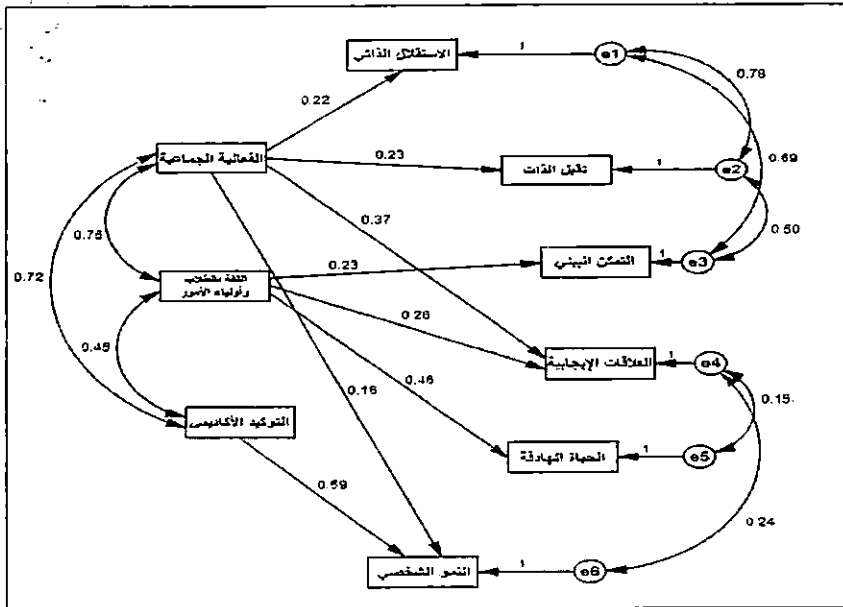 الاستقلال الذاتي
1
e1
0.78
0.22
0.69
الفعالية الجماعية
0.23
تقبل الذات
1
e2
0.75
0.37
0.50
0.23
التمكن البيئي
1
e3
الثقة بالطلاب
وأولياء الأمور
0.72
0.26
0.45
العلاقات الإيجابية
1
e4
0.46
0.16
0.15
التوكيد الأكاديمي
الحياة الهادفة
1
e5
0.59
0.24
النمو الشخصي
1
e6